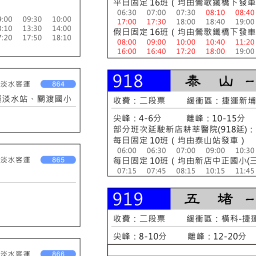 00 09:30 10:00
10 13:30 14:00
20 17:50 18:10
淡水客運 864
淡水站．關渡國小
淡水客運 865
淡水客運 866
平日固定16班（均由鶯歌鐵橋下發車
06:30 07:00 07:30 08:10 08:40
17:00 17:30 18:00 18:40 19:00
假日固定16班（均由鶯歌鐵橋下發車
08:00 09:00 10:00 10:40 11:20
16:00 16:40 17:20 18:00 18:40
918 泰 山 -
收費：二段票 緩衝區：捷運新埔
尖峰：4-6分 離峰：10-15分
部分班次延駛新店耕莘醫院(918延)：
每日固定10班（均由泰山站發車）
06:00 06:30 07:00 09:00 10:30
每日固定10班（均由新店中正國小(三
07:15 07:45 08:15 10:15 11:45
919 五 堵 -
收費：二段票 緩衝區：橫科-捷運
尖峰：8-10分 離峰：12-20分